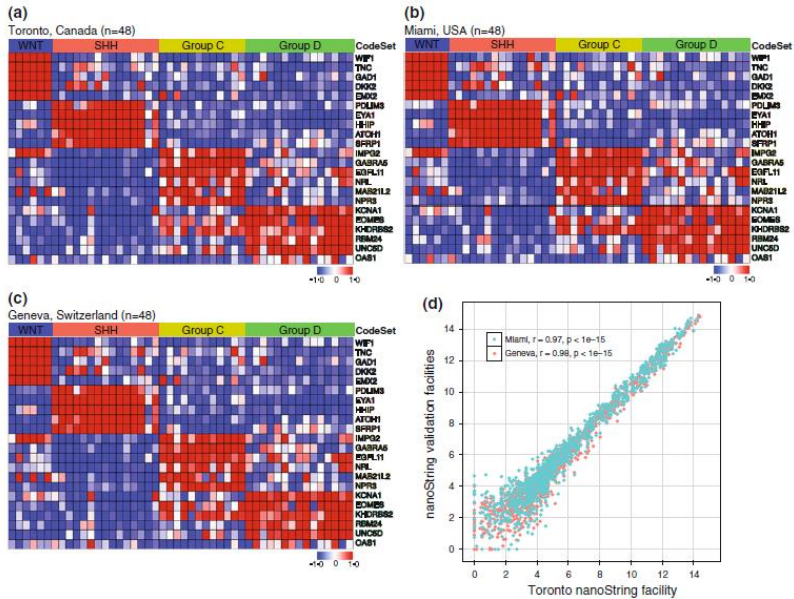 (a)
Toronto, Canada (n=48)
WNT SHH Group C Group D CodeSet
WIF1
TNC
GAD1
DKK2
EMX2
PDLIM3
EYA1
HHIP
ATOH1
SFRP1
IMPG2
GABRA5
EGFL11
NRL
MAB21L2
NPR3
KCNA1
EOMES
KHDRBS2
RBM24
UNC5D
OAS1
-1·0 0 1·0
(b)
Miami, USA (n=48)
WNT SHH Group C Group D CodeSet
WIF1
TNC
GAD1
DKK2
EMX2
PDLIM3
EYA1
HHIP
ATOH1
SFRP1
IMPG2
GABRA5
EGFL11
NRL
MAB21L2
NPR3
KCNA1
EOMES
KHDRBS2
RBM24
UNC5D
OAS1
-1·0 0 1·0
(c)
Geneva, Switzerland (n=48)
WNT SHH Group C Group D CodeSet
WIF1
TNC
GAD1
DKK2
EMX2
PDLIM3
EYA1
HHIP
ATOH1
SFRP1
IMPG2
GABRA5
EGFL11
NRL
MAB21L2
NPR3
KCNA1
EOMES
KHDRBS2
RBM24
UNC5D
OAS1
-1·0 0 1·0
(d)
nanoString validation facilities
14
12
10
8
6
4
2
0
Miami, r = 0.97, p < 1e-15
Geneva, r = 0.98, p < 1e-15
0 2 4 6 8 10 12 14
Toronto nanoString facility